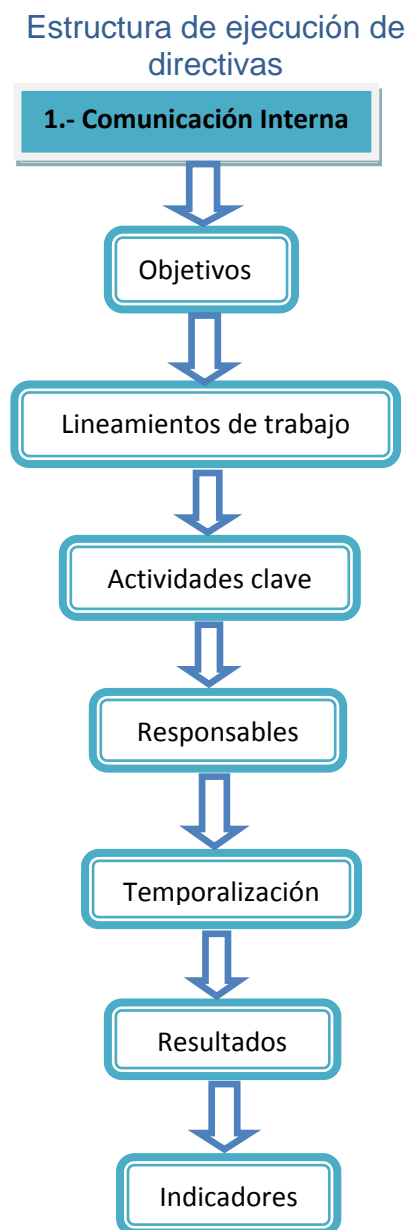 Estructura de ejecución de
directivas
1.- Comunicación Interna
Objetivos
Lineamientos de trabajo
Actividades clave
Responsables
Temporalización
Resultados
Indicadores